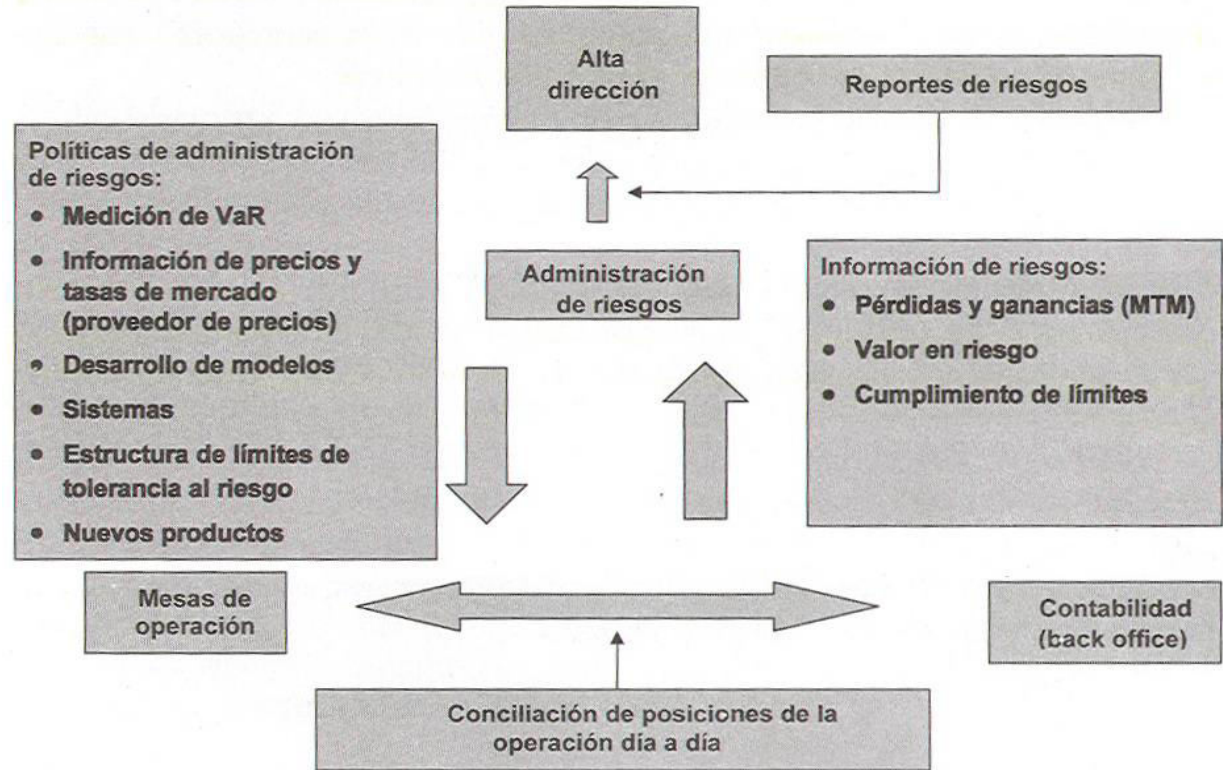 Alta
dirección
Reportes de riesgos
Políticas de administración
de riesgos:
• Medición de VaR
• Información de precios y
tasas de mercado
(proveedor de precios)
• Desarrollo de modelos
• Sistemas
• Estructura de límites de
tolerancia al riesgo
• Nuevos productos
Administración
de riesgos
Información de riesgos:
• Pérdidas y ganancias (MTM)
• Valor en riesgo
• Cumplimiento de límites
Mesas de
operación
Contabilidad
(back office)
Conciliación de posiciones de la
operación día a día